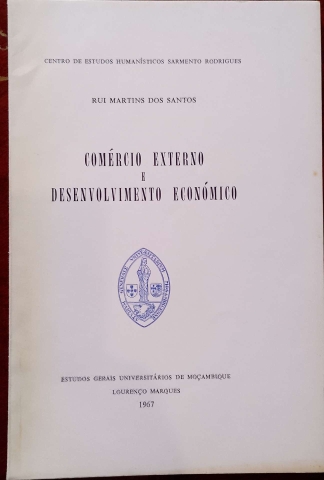 CENTRO DE ESTUDOS HUMANÍSTICOS SARMENTO RODRIGUES
RUI MARTINS DOS SANTOS
COMÉRCIO EXTERNO
E
DESENVOLVIMENTO ECONÓMICO
ESTUDOS GERAIS UNIVERSITÁRIOS DE MOÇAMBIQUE
LOURENÇO MARQUES
1967